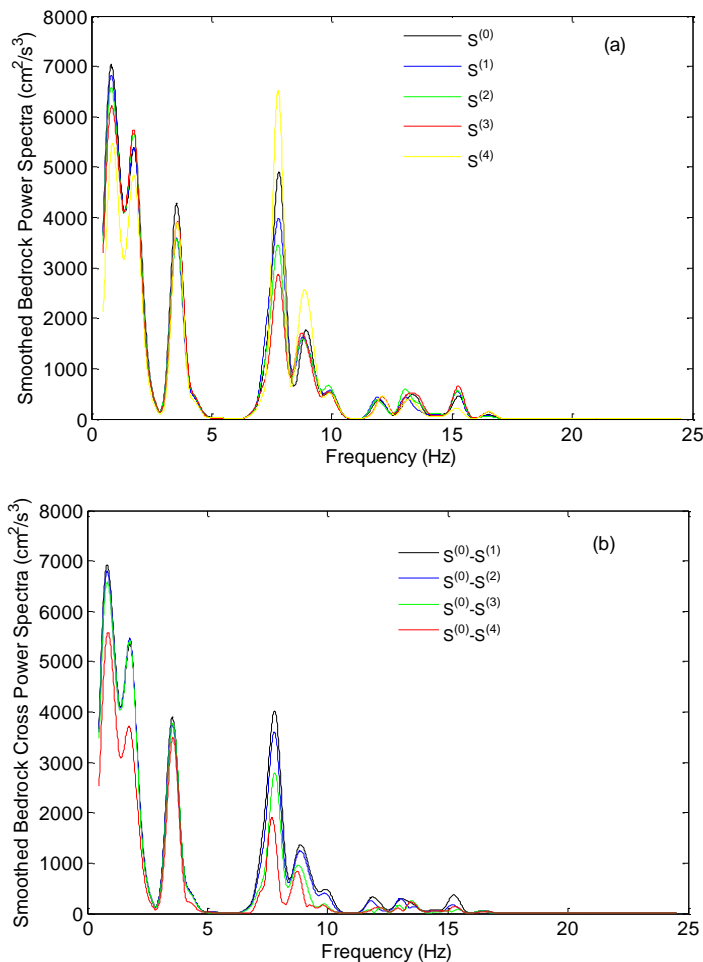 8000
7000
6000
5000
4000
3000
2000
1000
0
Smoothed Bedrock Power Spectra (cm²/s³)
(a)
S⁽⁰⁾
S⁽¹⁾
S⁽²⁾
S⁽³⁾
S⁽⁴⁾
0 5 10 15 20 25
Frequency (Hz)
8000
7000
6000
5000
4000
3000
2000
1000
0
Smoothed Bedrock Cross Power Spectra (cm²/s³)
(b)
S⁽⁰⁾-S⁽¹⁾
S⁽⁰⁾-S⁽²⁾
S⁽⁰⁾-S⁽³⁾
S⁽⁰⁾-S⁽⁴⁾
0 5 10 15 20 25
Frequency (Hz)